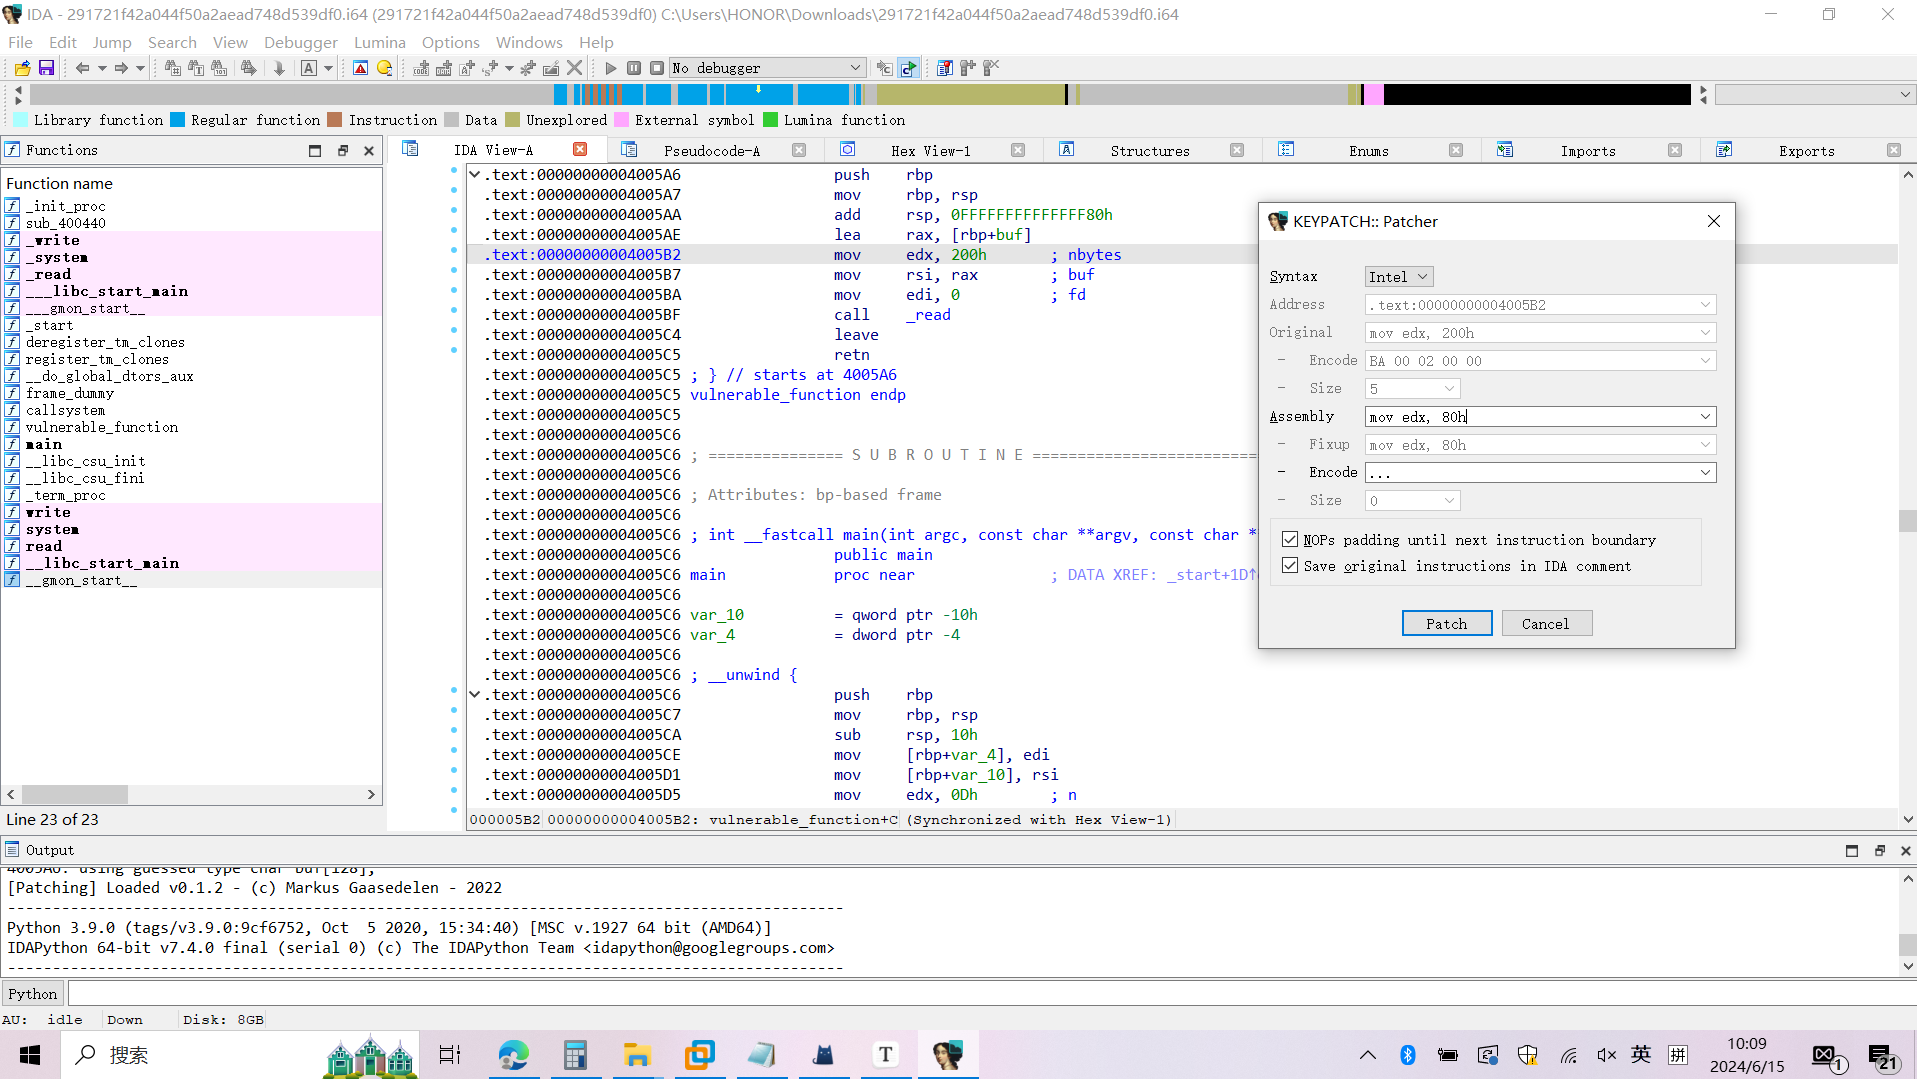 IDA - 291721f42a044f50a2aead748d539df0.i64 (291721f42a044f50a2aead748d539df0) C:\Users\HONOR\Downloads\291721f42a044f50a2aead748d539df0.i64
File Edit Jump Search View Debugger Lumina Options Windows Help
No debugger
Library function Regular function Instruction Data Unexplored External symbol Lumina function
Functions
IDA View-A Pseudocode-A Hex View-1 Structures Enums Imports Exports
Function name
_init_proc
sub_400440
_write
_system
_read
___libc_start_main
___gmon_start__
_start
deregister_tm_clones
register_tm_clones
__do_global_dtors_aux
frame_dummy
callsystem
vulnerable_function
main
__libc_csu_init
__libc_csu_fini
_term_proc
write
system
read
__libc_start_main
__gmon_start__
Line 23 of 23
.text:00000000004005A6 push rbp
.text:00000000004005A7 mov rbp, rsp
.text:00000000004005AA add rsp, 0FFFFFFFFFFFFFF80h
.text:00000000004005AE lea rax, [rbp+buf]
.text:00000000004005B2 mov edx, 200h ; nbytes
.text:00000000004005B7 mov rsi, rax ; buf
.text:00000000004005BA mov edi, 0 ; fd
.text:00000000004005BF call _read
.text:00000000004005C4 leave
.text:00000000004005C5 retn
.text:00000000004005C5 ; } // starts at 4005A6
.text:00000000004005C5 vulnerable_function endp
.text:00000000004005C5
.text:00000000004005C6
.text:00000000004005C6 ; =============== S U B R O U T I N E =========================
.text:00000000004005C6
.text:00000000004005C6 ; Attributes: bp-based frame
.text:00000000004005C6
.text:00000000004005C6 ; int __fastcall main(int argc, const char **argv, const char *
.text:00000000004005C6 public main
.text:00000000004005C6 main proc near ; DATA XREF: _start+1D↑
.text:00000000004005C6
.text:00000000004005C6 var_10 = qword ptr -10h
.text:00000000004005C6 var_4 = dword ptr -4
.text:00000000004005C6
.text:00000000004005C6 ; __unwind {
.text:00000000004005C6 push rbp
.text:00000000004005C7 mov rbp, rsp
.text:00000000004005CA sub rsp, 10h
.text:00000000004005CE mov [rbp+var_4], edi
.text:00000000004005D1 mov [rbp+var_10], rsi
.text:00000000004005D5 mov edx, 0Dh ; n
000005B2 00000000004005B2: vulnerable_function+C (Synchronized with Hex View-1)
KEYPATCH:: Patcher
Syntax Intel
Address .text:00000000004005B2
Original mov edx, 200h
- Encode BA 00 02 00 00
- Size 5
Assembly mov edx, 80h
- Fixup mov edx, 80h
- Encode ...
- Size 0
NOPs padding until next instruction boundary
Save original instructions in IDA comment
Patch Cancel
Output
4005A6: using guessed type char buf[128];
[Patching] Loaded v0.1.2 - (c) Markus Gaasedelen - 2022
---------------------------------------------------------------------------------------------
Python 3.9.0 (tags/v3.9.0:9cf6752, Oct  5 2020, 15:34:40) [MSC v.1927 64 bit (AMD64)]
IDAPython 64-bit v7.4.0 final (serial 0) (c) The IDAPython Team <idapython@googlegroups.com>
---------------------------------------------------------------------------------------------
Python
AU: idle Down Disk: 8GB
搜索
T
英
拼
10:09
2024/6/15
1
21